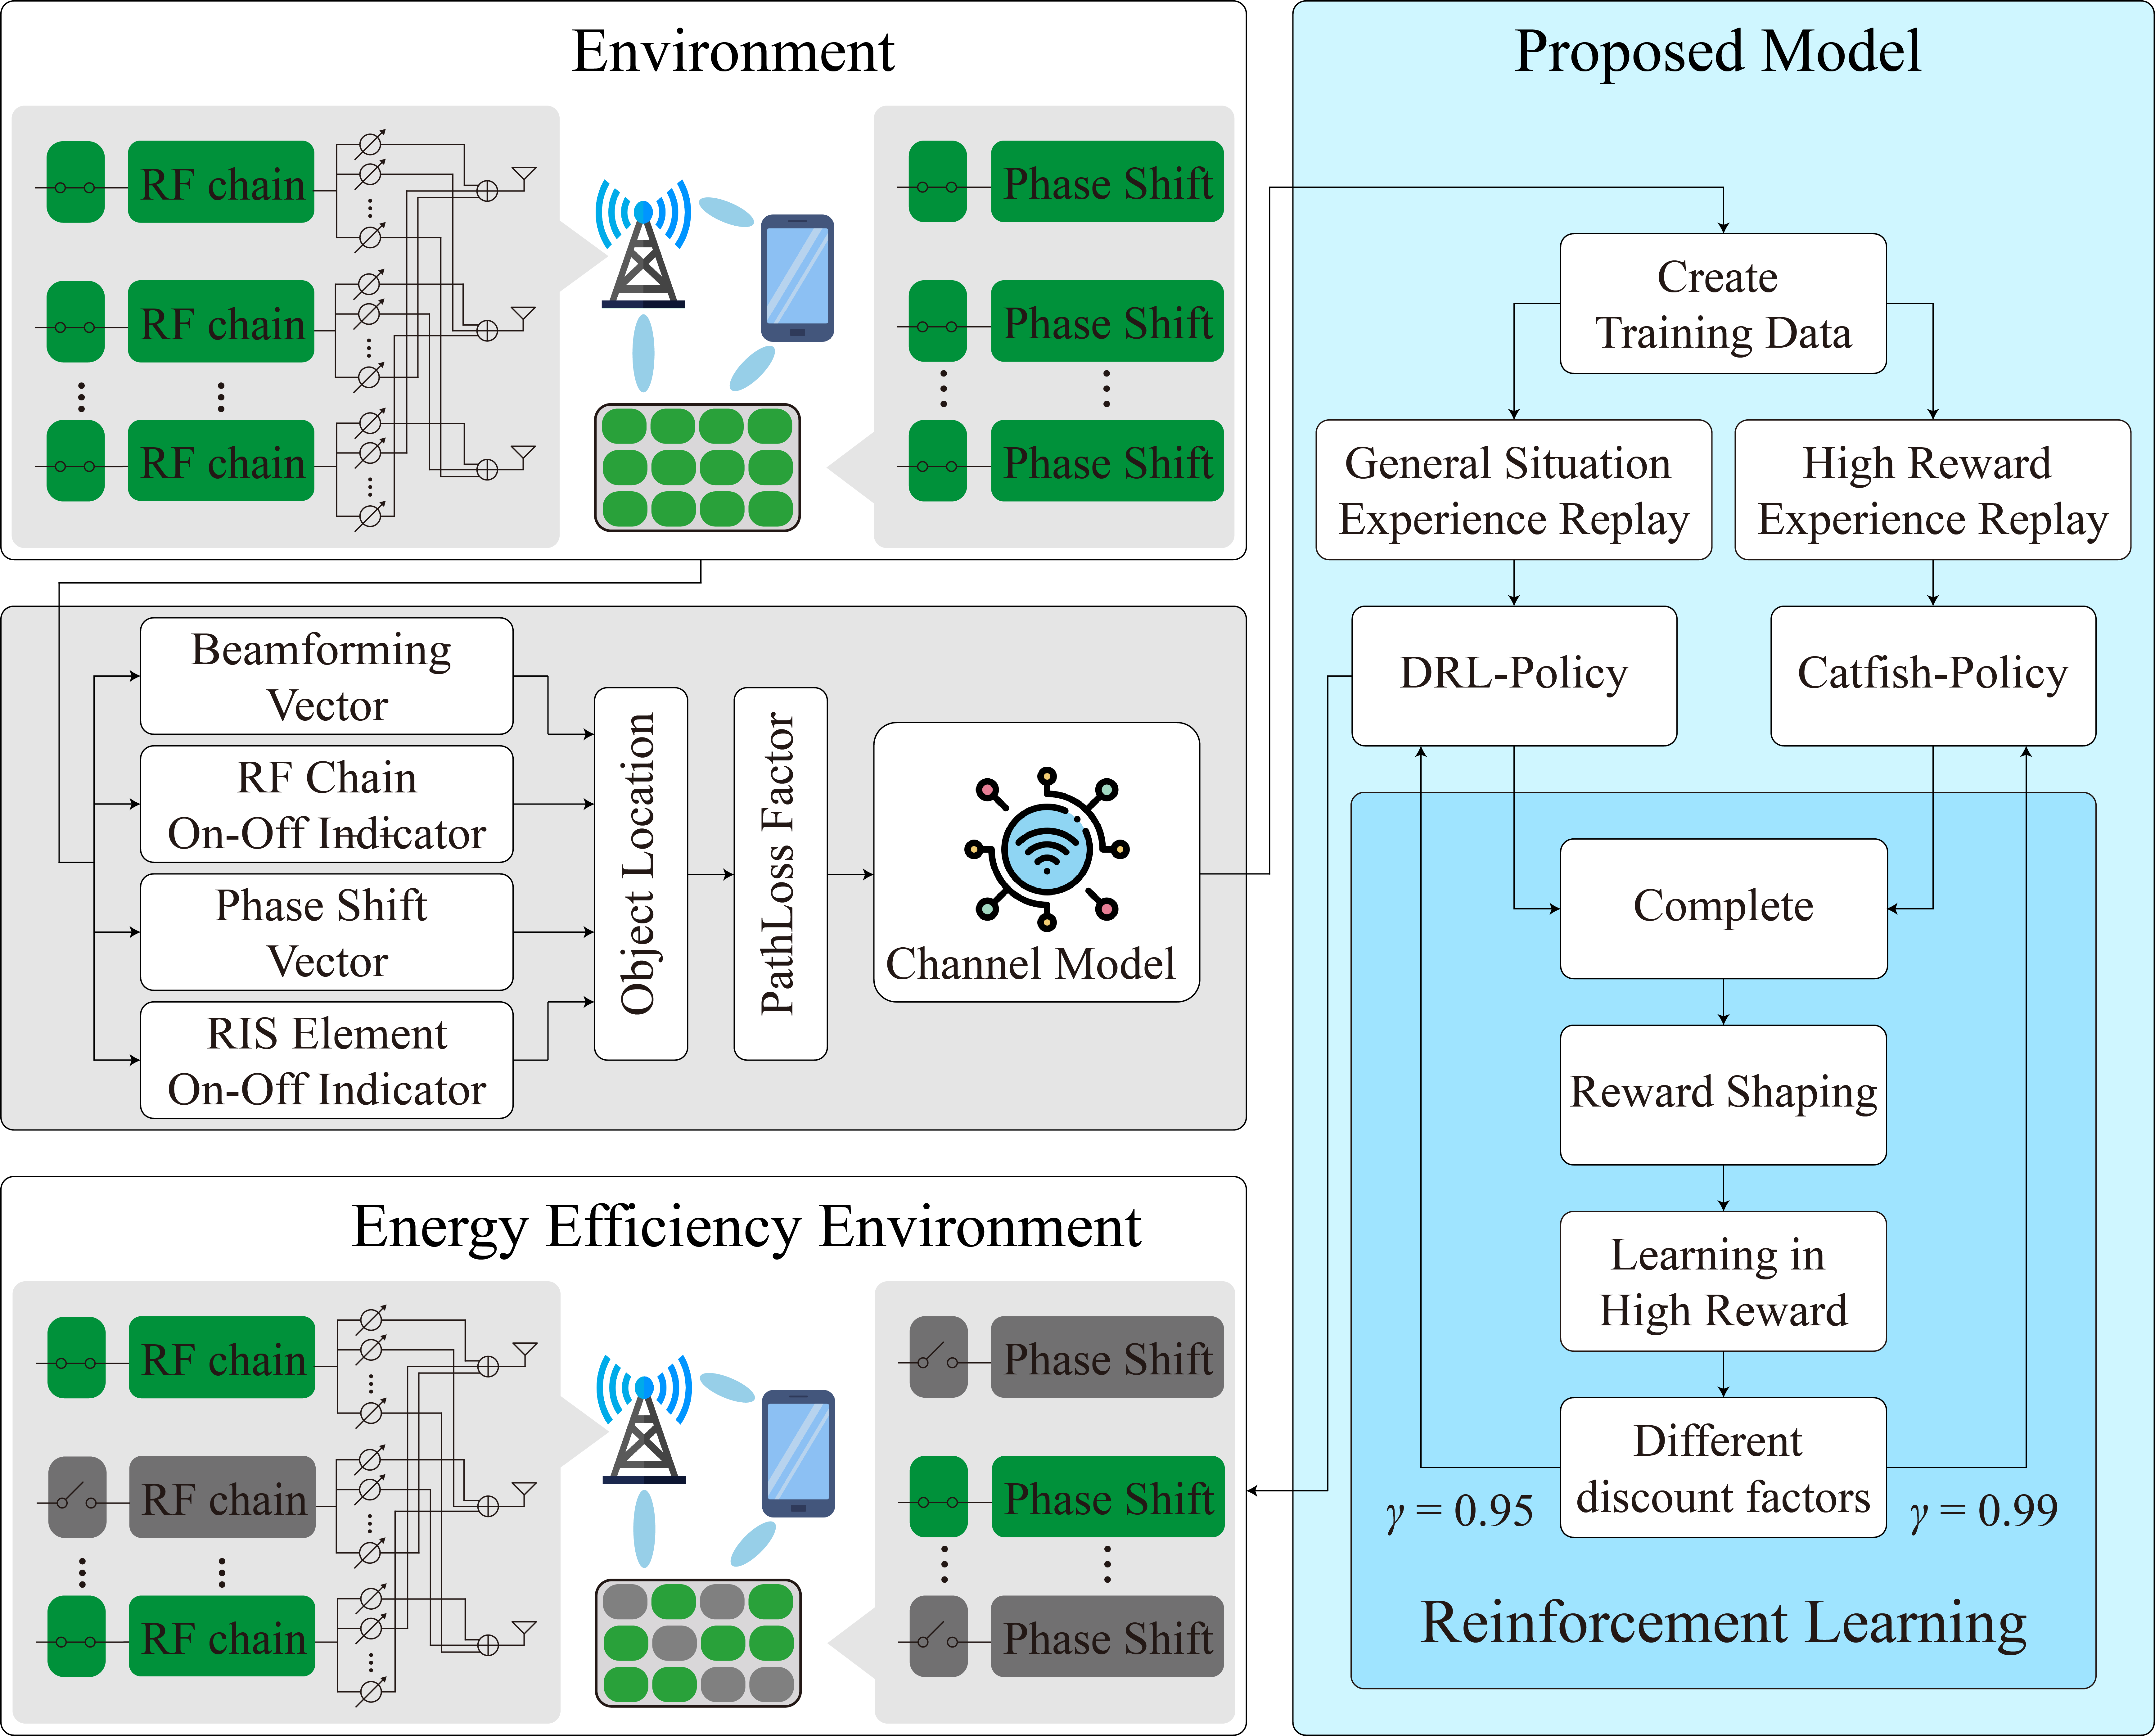 Environment
RF chain
RF chain
RF chain
Phase Shift
Phase Shift
Phase Shift
Beamforming
Vector
RF Chain
On-Off Indicator
Phase Shift
Vector
RIS Element
On-Off Indicator
Object Location
PathLoss Factor
Channel Model
Energy Efficiency Environment
RF chain
RF chain
RF chain
Phase Shift
Phase Shift
Phase Shift
Proposed Model
Create
Training Data
General Situation
Experience Replay
High Reward
Experience Replay
DRL-Policy
Catfish-Policy
Complete
Reward Shaping
Learning in
High Reward
Different
discount factors
γ = 0.95
γ = 0.99
Reinforcement Learning